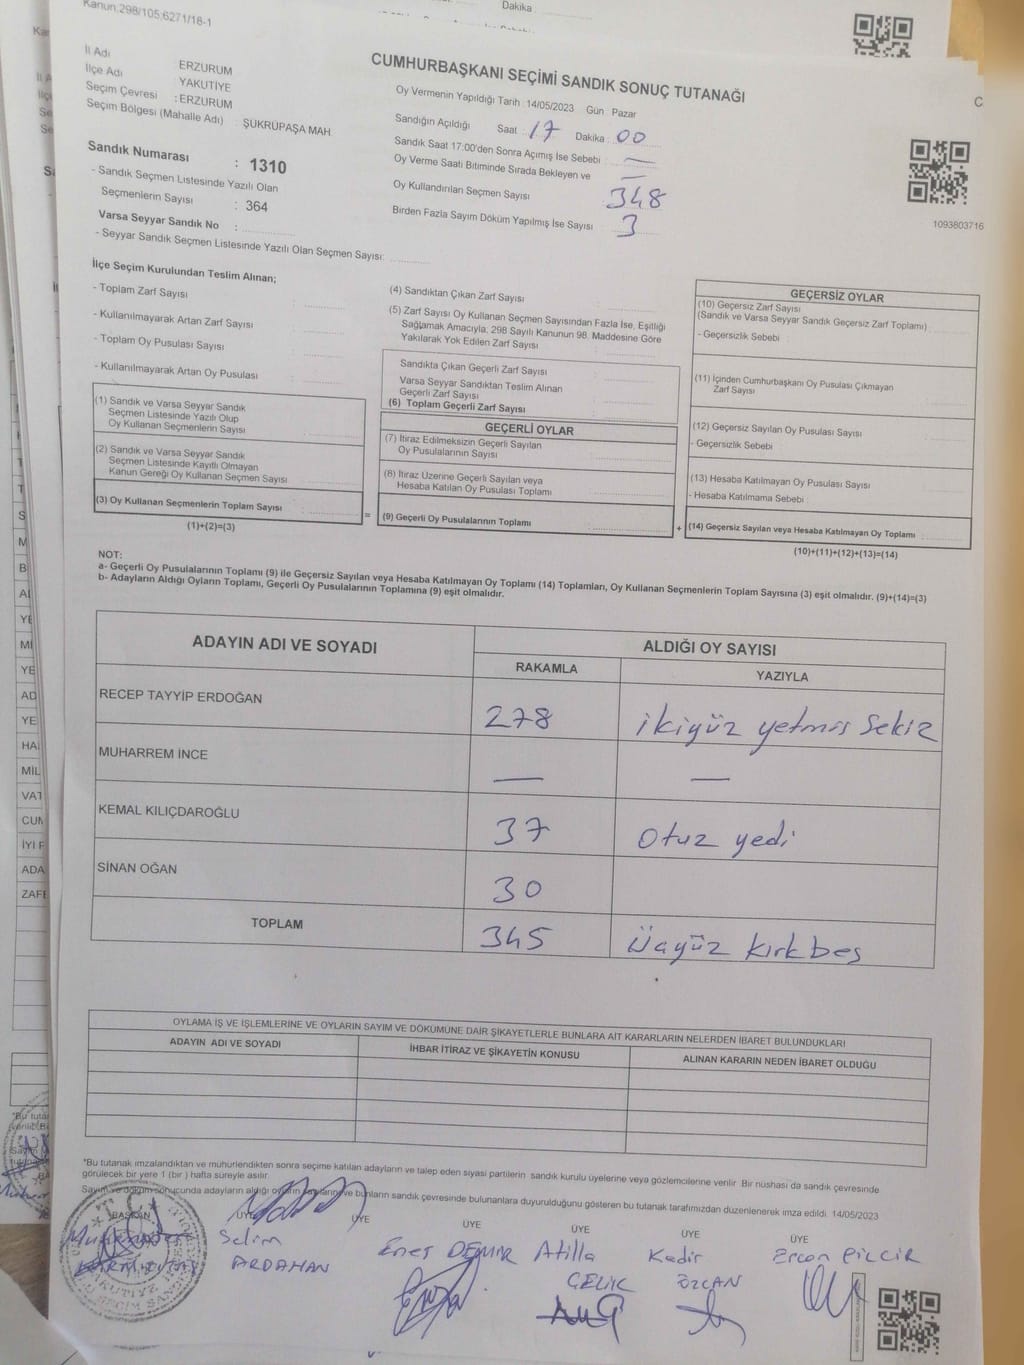 Kanun.298/105,6271/18-1
Dakika
CUMHURBAŞKANI SEÇİMİ SANDIK SONUÇ TUTANAĞI
İl Adı ERZURUM
İlçe Adı YAKUTİYE
Seçim Çevresi : ERZURUM
Seçim Bölgesi (Mahalle Adı) : ŞÜKRÜPAŞA MAH.
Sandık Numarası : 1310
- Sandık Seçmen Listesinde Yazılı Olan
Seçmenlerin Sayısı : 364
Varsa Seyyar Sandık No :
- Seyyar Sandık Seçmen Listesinde Yazılı Olan Seçmen Sayısı:
Oy Vermenin Yapıldığı Tarih 14/05/2023 Gün Pazar
Sandığın Açıldığı Saat : 17 Dakika : 00
Sandık Saat 17:00'den Sonra Açımış İse Sebebi : —
Oy Verme Saati Bitiminde Sırada Bekleyen ve —
Oy Kullandırılan Seçmen Sayısı 348
Birden Fazla Sayım Döküm Yapılmış İse Sayısı 3
1093803716
İlçe Seçim Kurulundan Teslim Alınan;
- Toplam Zarf Sayısı :
- Kullanılmayarak Artan Zarf Sayısı :
- Toplam Oy Pusulası Sayısı :
- Kullanılmayarak Artan Oy Pusulası :
(1) Sandık ve Varsa Seyyar Sandık
Seçmen Listesinde Yazılı Olup
Oy Kullanan Seçmenlerin Sayısı :
(2) Sandık ve Varsa Seyyar Sandık
Seçmen Listesinde Kayıtlı Olmayan
Kanun Gereği Oy Kullanan Seçmen Sayısı :
(3) Oy Kullanan Seçmenlerin Toplam Sayısı :
(1)+(2)=(3)
=
(4) Sandıktan Çıkan Zarf Sayısı :
(5) Zarf Sayısı Oy Kullanan Seçmen Sayısından Fazla İse, Eşitliği
Sağlamak Amacıyla, 298 Sayılı Kanunun 98. Maddesine Göre
Yakılarak Yok Edilen Zarf Sayısı :
Sandıkta Çıkan Geçerli Zarf Sayısı :
Varsa Seyyar Sandıktan Teslim Alınan
Geçerli Zarf Sayısı :
(6) Toplam Geçerli Zarf Sayısı :
GEÇERLİ OYLAR
(7) İtiraz Edilmeksizin Geçerli Sayılan
Oy Pusulalarının Sayısı :
(8) İtiraz Üzerine Geçerli Sayılan veya
Hesaba Katılan Oy Pusulası Toplamı :
(9) Geçerli Oy Pusulalarının Toplamı :
+
GEÇERSİZ OYLAR
(10) Geçersiz Zarf Sayısı
(Sandık ve Varsa Seyyar Sandık Geçersiz Zarf Toplamı) :
- Geçersizlik Sebebi :
(11) İçinden Cumhurbaşkanı Oy Pusulası Çıkmayan
Zarf Sayısı :
(12) Geçersiz Sayılan Oy Pusulası Sayısı :
- Geçersizlik Sebebi :
(13) Hesaba Katılmayan Oy Pusulası Sayısı :
- Hesaba Katılmama Sebebi :
(14) Geçersiz Sayılan veya Hesaba Katılmayan Oy Toplamı :
(10)+(11)+(12)+(13)=(14)
NOT:
a- Geçerli Oy Pusulalarının Toplamı (9) ile Geçersiz Sayılan veya Hesaba Katılmayan Oy Toplamı (14) Toplamları, Oy Kullanan Seçmenlerin Toplam Sayısına (3) eşit olmalıdır. (9)+(14)=(3)
b- Adayların Aldığı Oyların Toplamı, Geçerli Oy Pusulalarının Toplamına (9) eşit olmalıdır.
ADAYIN ADI VE SOYADI ALDIĞI OY SAYISI
RAKAMLA YAZIYLA
RECEP TAYYİP ERDOĞAN 278 ikiyüz yetmiş sekiz
MUHARREM İNCE — —
KEMAL KILIÇDAROĞLU 37 otuz yedi
SİNAN OĞAN 30
TOPLAM 345 üçyüz kırkbeş
OYLAMA İŞ VE İŞLEMLERİNE VE OYLARIN SAYIM VE DÖKÜMÜNE DAİR ŞİKAYETLERLE BUNLARA AİT KARARLARIN NELERDEN İBARET BULUNDUKLARI
ADAYIN ADI VE SOYADI İHBAR İTİRAZ VE ŞİKAYETİN KONUSU ALINAN KARARIN NEDEN İBARET OLDUĞU
*Bu tutanak imzalandıktan ve mühürlendikten sonra seçime katılan adayların ve talep eden siyasi partilerin sandık kurulu üyelerine veya gözlemcilerine verilir. Bir nüshası da sandık çevresinde
görülecek bir yere 1 (bir) hafta süreyle asılır.
Sayım ve döküm sonucunda adayların aldığı oyların sayılarını ve bunların sandık çevresinde bulunanlara duyurulduğunu gösteren bu tutanak tarafımızdan düzenlenerek imza edildi. 14/05/2023
BAŞKAN ÜYE ÜYE ÜYE ÜYE ÜYE ÜYE
Selim ARDAHAN
Enes DEMİR
Atilla ÇELİK
Kadir ÖZCAN
Ercan
T.C.